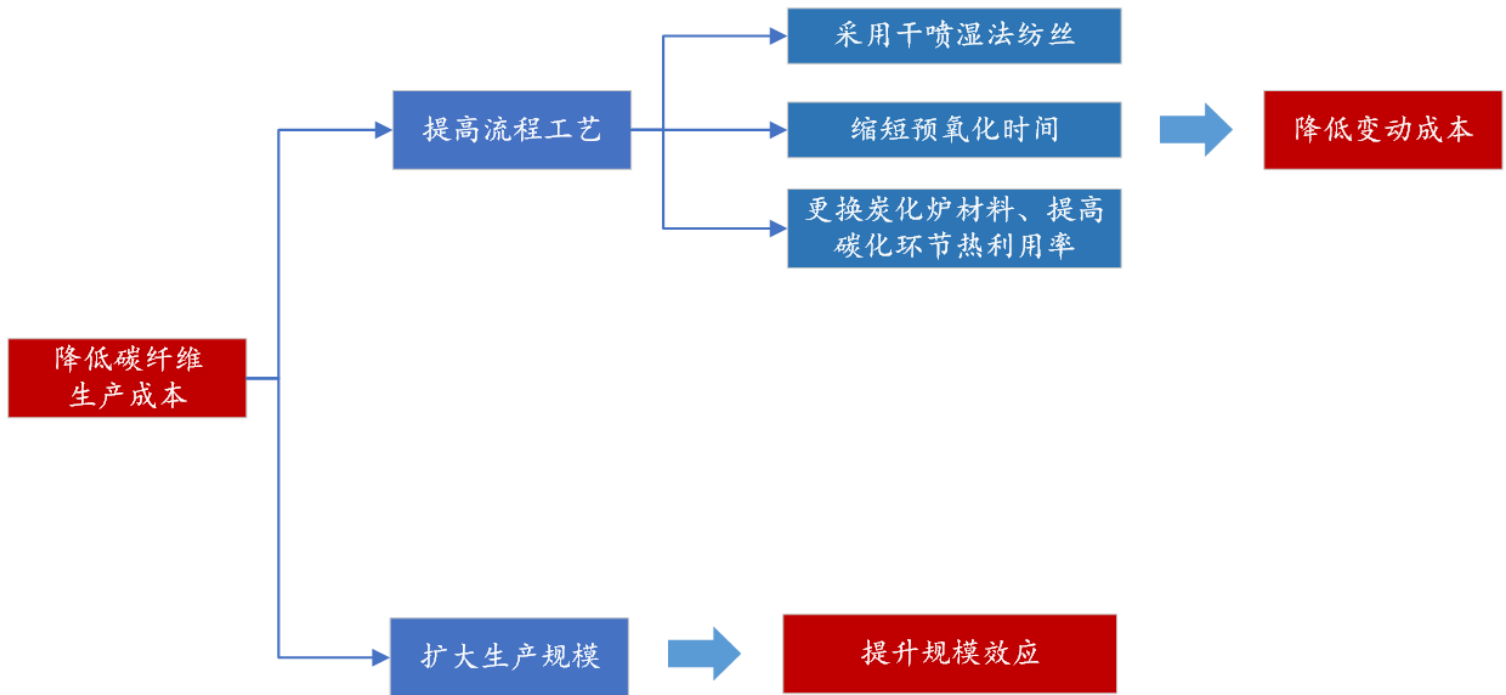 采用干喷湿法纺丝
提高流程工艺
缩短预氧化时间
降低变动成本
更换炭化炉材料、提高
碳化环节热利用率
降低碳纤维
生产成本
扩大生产规模
提升规模效应